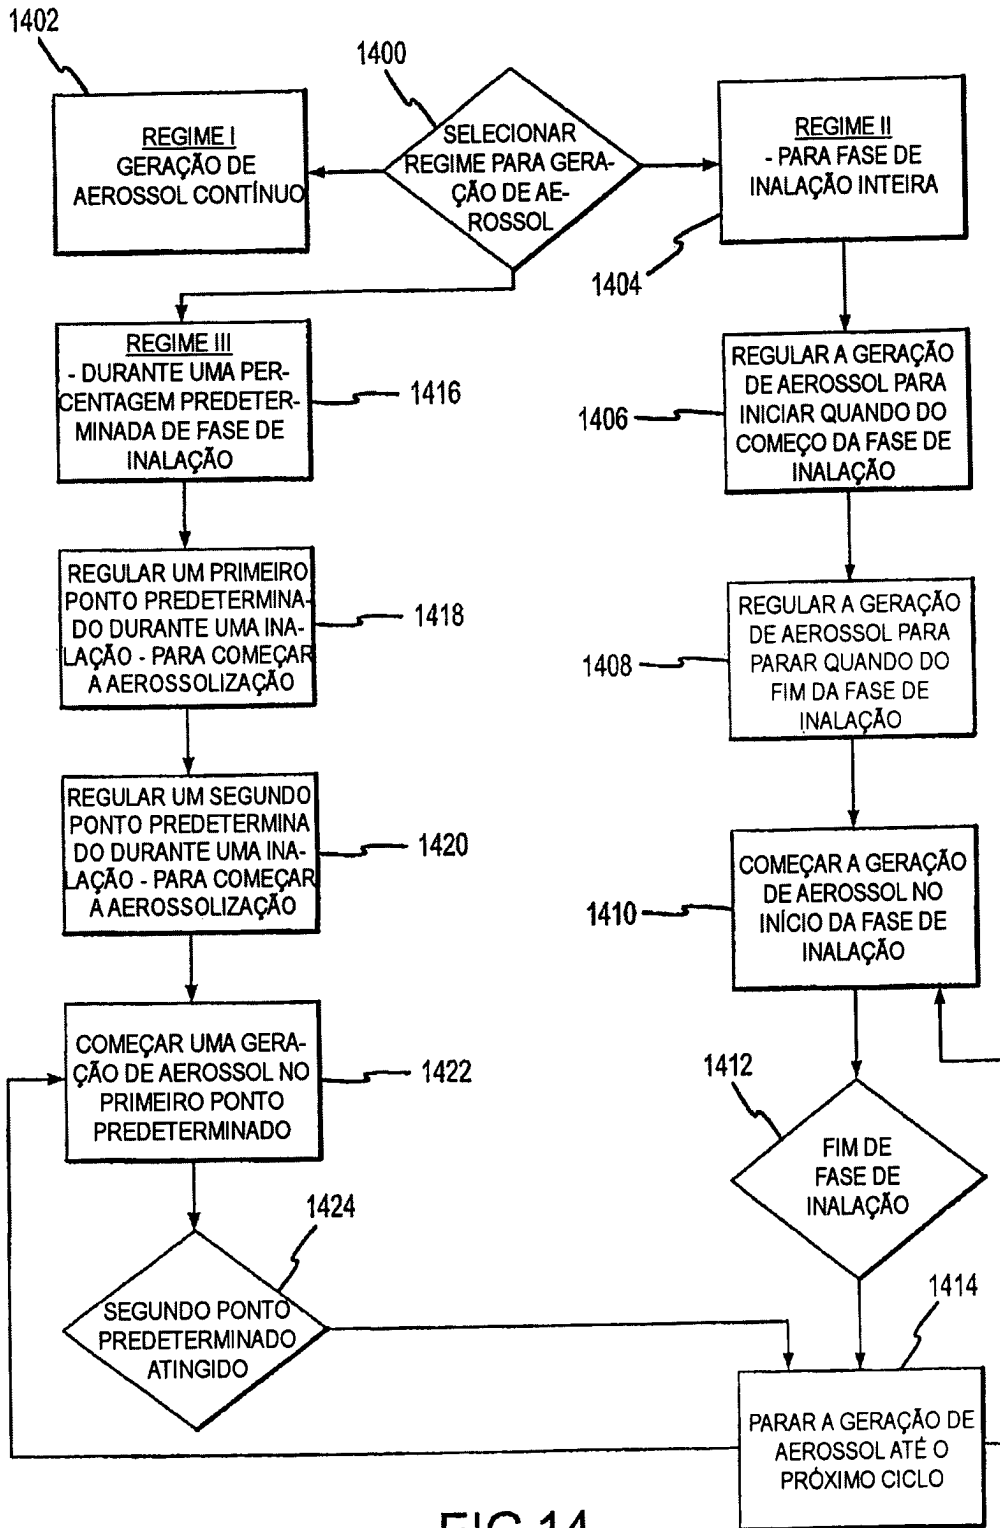 1402
1400
REGIME I
GERAÇÃO DE
AEROSSOL CONTÍNUO
SELECIONAR
REGIME PARA GERA-
ÇÃO DE AE-
ROSSOL
REGIME II
- PARA FASE DE
INALAÇÃO INTEIRA
1404
REGIME III
- DURANTE UMA PER-
CENTAGEM PREDETER-
MINADA DE FASE DE
INALAÇÃO
1416
REGULAR A GERAÇÃO
DE AEROSSOL PARA
INICIAR QUANDO DO
COMEÇO DA FASE DE
INALAÇÃO
1406
REGULAR UM PRIMEIRO
PONTO PREDETERMINA-
DO DURANTE UMA INA-
LAÇÃO - PARA COMEÇAR
A AEROSSOLIZAÇÃO
1418
REGULAR A GERAÇÃO
DE AEROSSOL PARA
PARAR QUANDO DO
FIM DA FASE DE
INALAÇÃO
1408
REGULAR UM SEGUNDO
PONTO PREDETERMINA
DO DURANTE UMA INA-
LAÇÃO - PARA COMEÇAR
A AEROSSOLIZAÇÃO
1420
COMEÇAR A GERAÇÃO
DE AEROSSOL NO
INÍCIO DA FASE DE
INALAÇÃO
1410
COMEÇAR UMA GERA-
ÇÃO DE AEROSSOL NO
PRIMEIRO PONTO
PREDETERMINADO
1422
1412
FIM DE
FASE DE
INALAÇÃO
1424
SEGUNDO PONTO
PREDETERMINADO
ATINGIDO
1414
PARAR A GERAÇÃO DE
AEROSSOL ATÉ O
PRÓXIMO CICLO
FIG.14